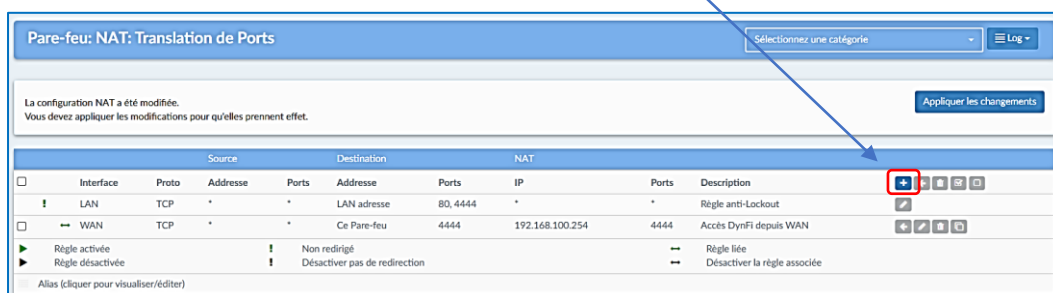 Pare-feu: NAT: Translation de Ports
Sélectionnez une catégorie
Log
La configuration NAT a été modifiée.
Vous devez appliquer les modifications pour qu'elles prennent effet.
Appliquer les changements
Source Destination NAT
Interface Proto Addresse Ports Addresse Ports IP Ports Description
! LAN TCP * * LAN adresse 80, 4444 * * Règle anti-Lockout
WAN TCP * * Ce Pare-feu 4444 192.168.100.254 4444 Accès DynFi depuis WAN
Règle activée ! Non redirigé Règle liée
Règle désactivée ! Désactiver pas de redirection Désactiver la règle associée
Alias (cliquer pour visualiser/éditer)